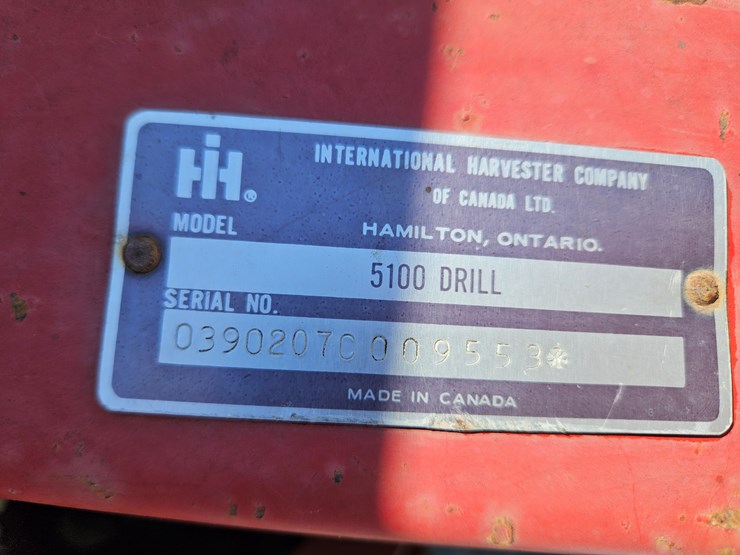 IH®
INTERNATIONAL HARVESTER COMPANY
OF CANADA LTD.
HAMILTON, ONTARIO.
MODEL
5100 DRILL
SERIAL NO.
0390207C009553*
MADE IN CANADA